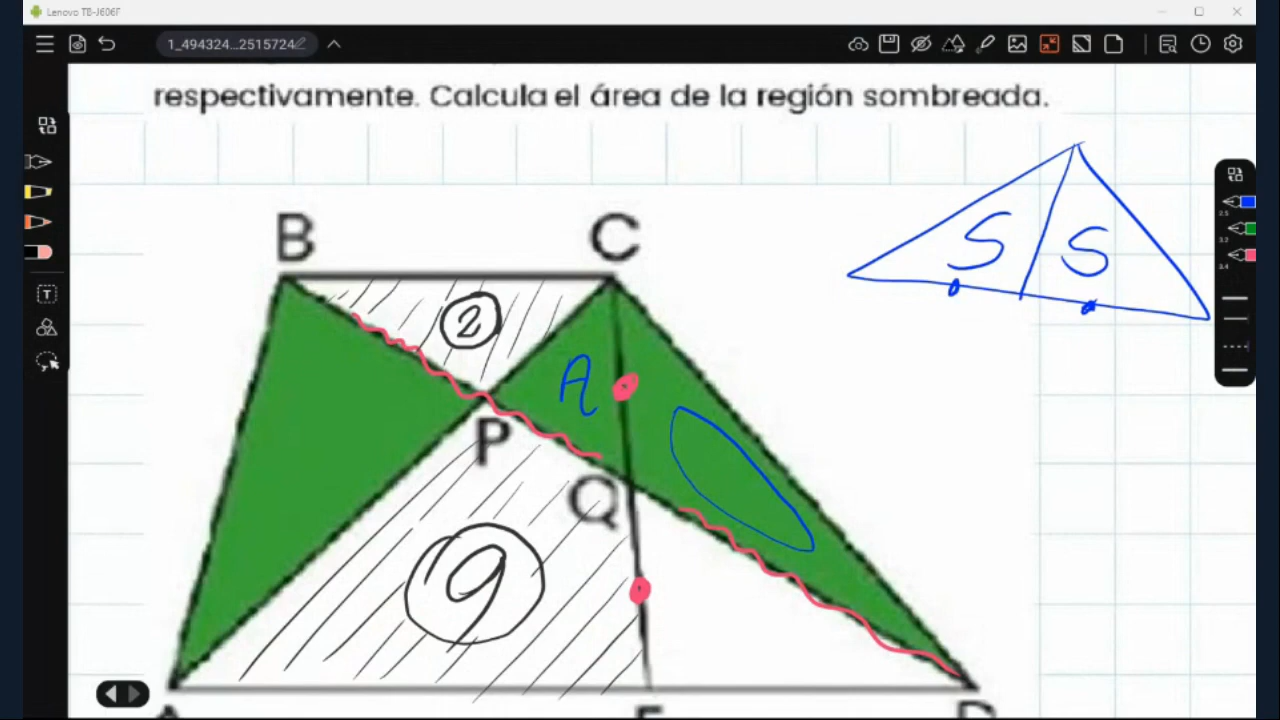 Lenovo TB-J606F
1_494324...2515724
respectivamente. Calcula el área de la región sombreada.
B
C
S
S
2
A
P
Q
9
A
F
D